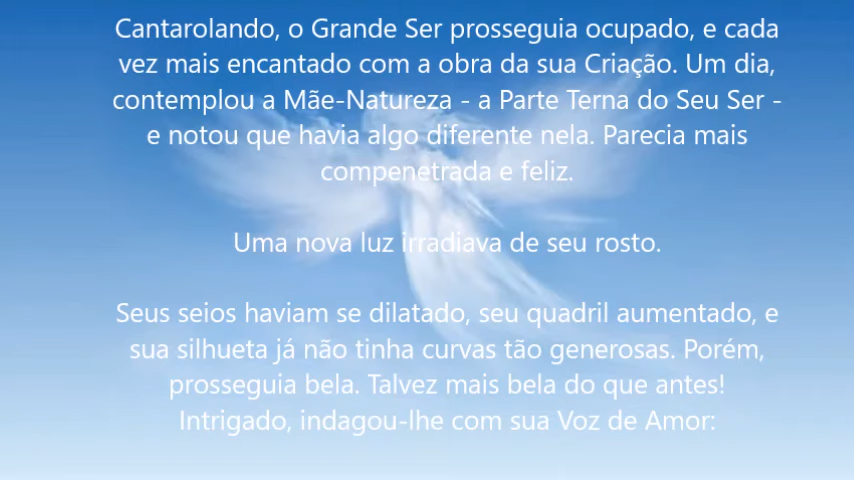 Cantarolando, o Grande Ser prosseguia ocupado, e cada
vez mais encantado com a obra da sua Criação. Um dia,
contemplou a Mãe-Natureza - a Parte Terna do Seu Ser -
e notou que havia algo diferente nela. Parecia mais
compenetrada e feliz.
Uma nova luz irradiava de seu rosto.
Seus seios haviam se dilatado, seu quadril aumentado, e
sua silhueta já não tinha curvas tão generosas. Porém,
prosseguia bela. Talvez mais bela do que antes!
Intrigado, indagou-lhe com sua Voz de Amor: